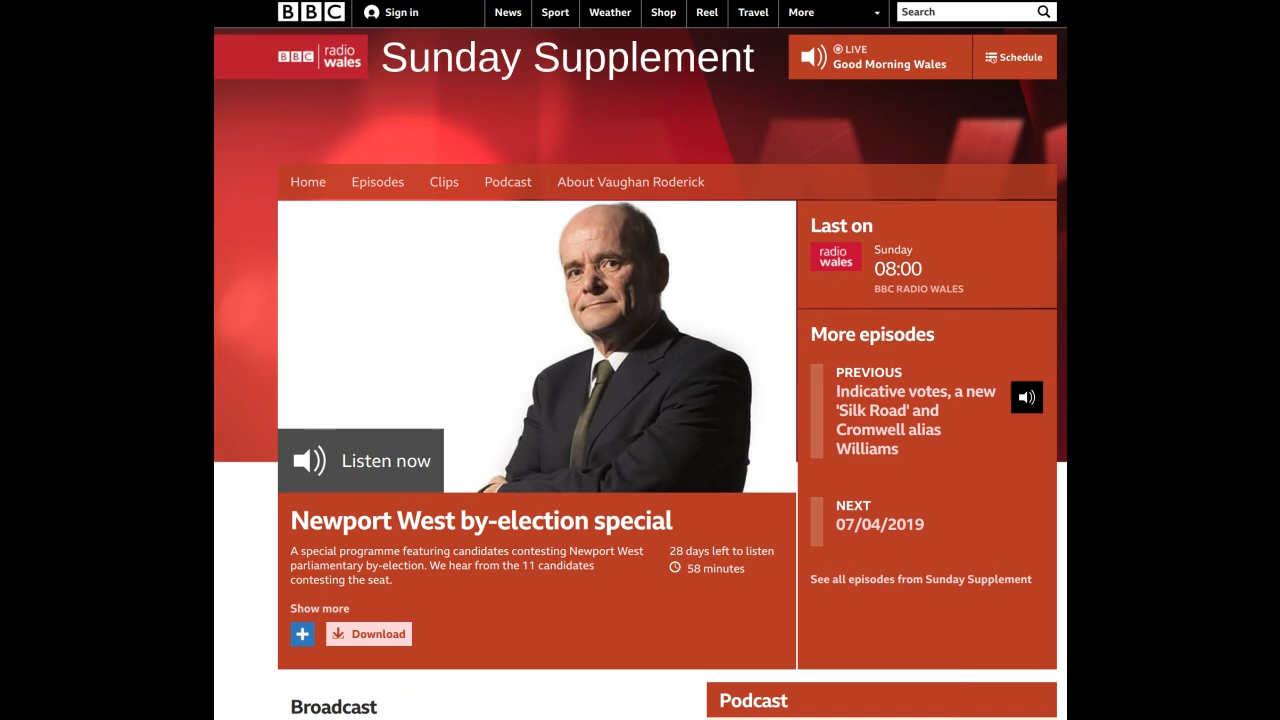 BBC Sign in News Sport Weather Shop Reel Travel More Search
BBC radio wales
Sunday Supplement
LIVE
Good Morning Wales
Schedule
Home Episodes Clips Podcast About Vaughan Roderick
Listen now
Newport West by-election special
A special programme featuring candidates contesting Newport West
parliamentary by-election. We hear from the 11 candidates
contesting the seat.
28 days left to listen
58 minutes
Show more
Download
Last on
radio
wales
Sunday
08:00
BBC RADIO WALES
More episodes
PREVIOUS
Indicative votes, a new
'Silk Road' and
Cromwell alias
Williams
NEXT
07/04/2019
See all episodes from Sunday Supplement
Broadcast
Podcast